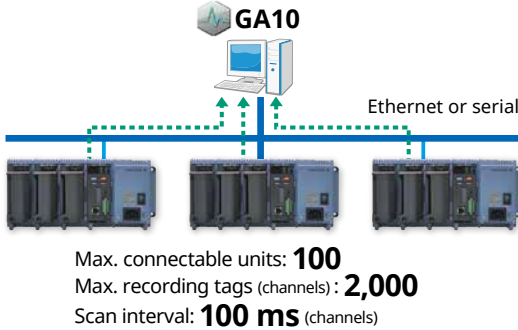 GA10
Ethernet or serial
Max. connectable units: 100
Max. recording tags (channels) : 2,000
Scan interval: 100 ms (channels)